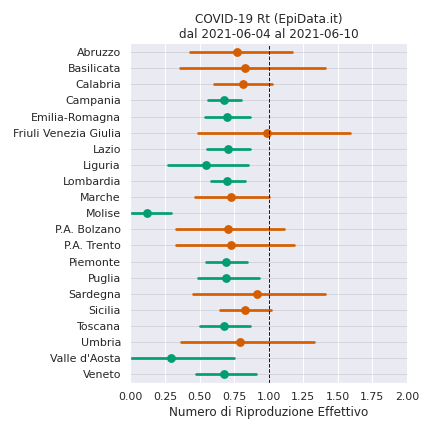 COVID-19 Rt (EpiData.it)
dal 2021-06-04 al 2021-06-10
Abruzzo
Basilicata
Calabria
Campania
Emilia-Romagna
Friuli Venezia Giulia
Lazio
Liguria
Lombardia
Marche
Molise
P.A. Bolzano
P.A. Trento
Piemonte
Puglia
Sardegna
Sicilia
Toscana
Umbria
Valle d'Aosta
Veneto
0.00 0.25 0.50 0.75 1.00 1.25 1.50 1.75 2.00
Numero di Riproduzione Effettivo